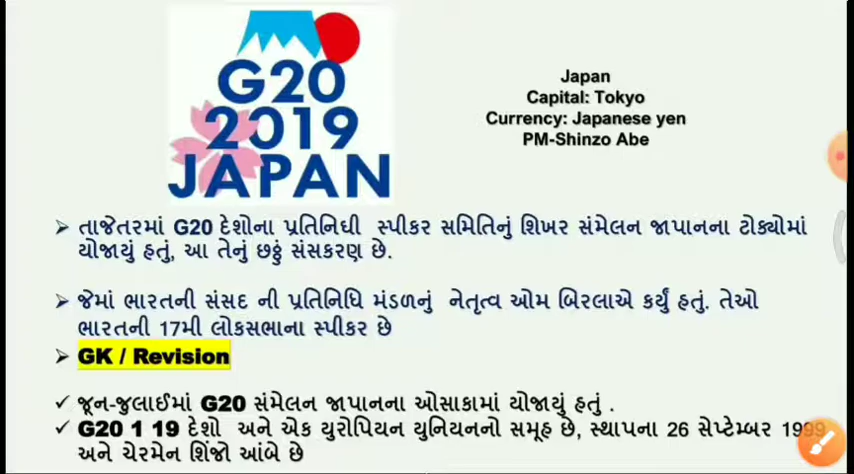 G20
2019
JAPAN
Japan
Capital: Tokyo
Currency: Japanese yen
PM-Shinzo Abe
➢ તાજેતરમાં G20 દેશોના પ્રતિનિધી સ્પીકર સમિતિનું શિખર સંમેલન જાપાનના ટોક્યોમાં
યોજાયું હતું, આ તેનું છઠ્ઠું સંસકરણ છે.
➢ જેમાં ભારતની સંસદ ની પ્રતિનિધિ મંડળનું નેતૃત્વ ઓમ બિરલાએ કર્યું હતું. તેઓ
ભારતની 17મી લોકસભાના સ્પીકર છે
➢ GK / Revision
✓ જૂન-જુલાઈમાં G20 સંમેલન જાપાનના ઓસાકામાં યોજાયું હતું .
✓ G20 1 19 દેશો અને એક યુરોપિયન યુનિયનનો સમૂહ છે, સ્થાપના 26 સેપ્ટેમ્બર 1999
અને ચેરમેન શિંજો આંબે છે